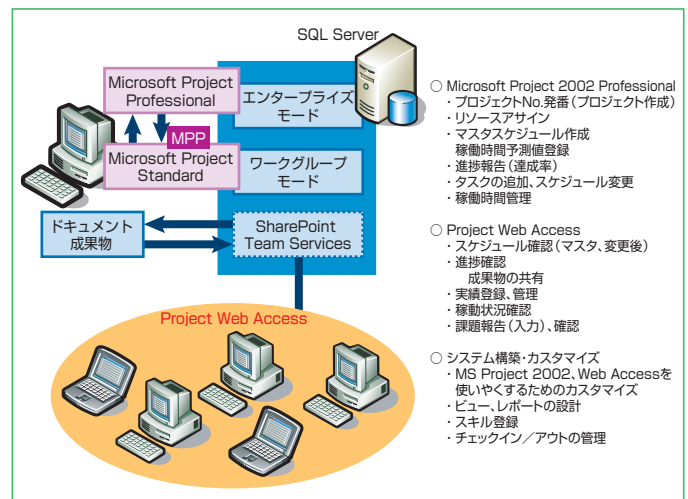 SQL Server
Microsoft Project
Professional
エンタープライズ
モード
MPP
Microsoft Project
Standard
ワークグループ
モード
ドキュメント
成果物
SharePoint
Team Services
Project Web Access
○ Microsoft Project 2002 Professional
・プロジェクトNo.発番（プロジェクト作成）
・リソースアサイン
・マスタスケジュール作成
稼働時間予測値登録
・進捗報告（達成率）
・タスクの追加、スケジュール変更
・稼働時間管理
○ Project Web Access
・スケジュール確認（マスタ、変更後）
・進捗確認
成果物の共有
・実績登録、管理
・稼働状況確認
・課題報告（入力）、確認
○ システム構築・カスタマイズ
・MS Project 2002、Web Accessを
使いやくするためのカスタマイズ
・ビュー、レポートの設計
・スキル登録
・チェックイン／アウトの管理